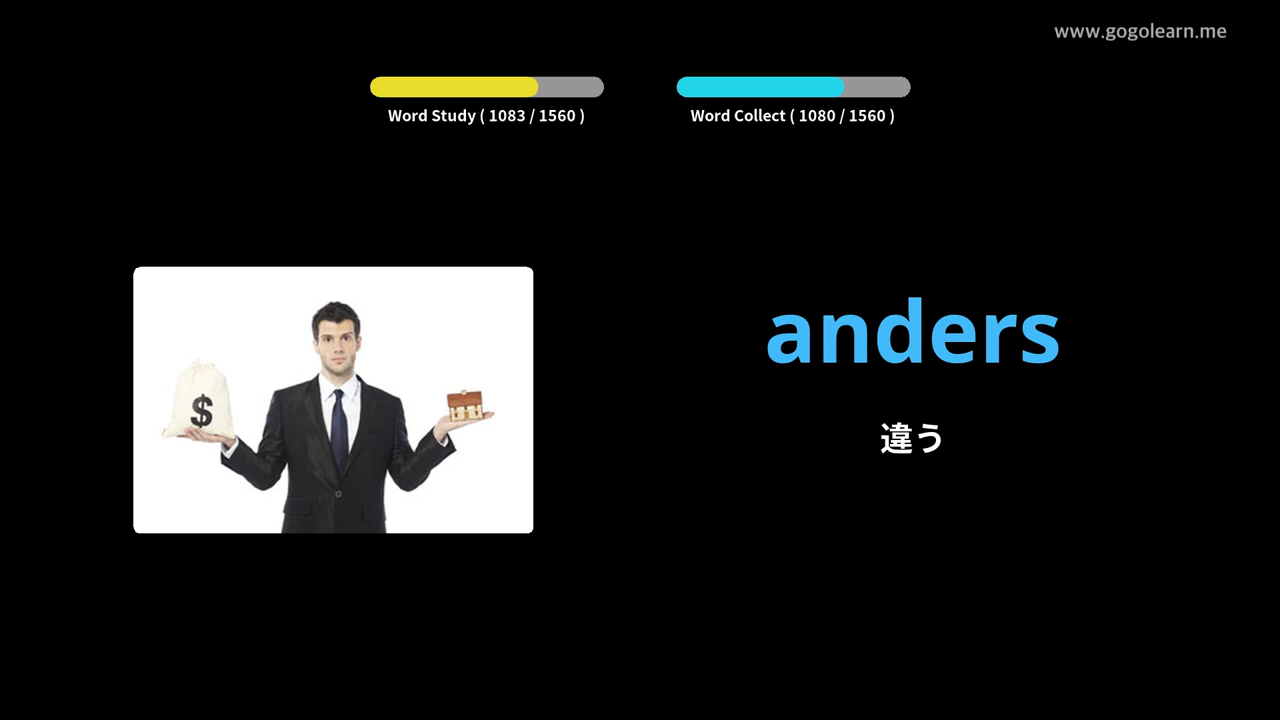 www.gogolearn.me
Word Study ( 1083 / 1560 )
Word Collect ( 1080 / 1560 )
$
anders
違う